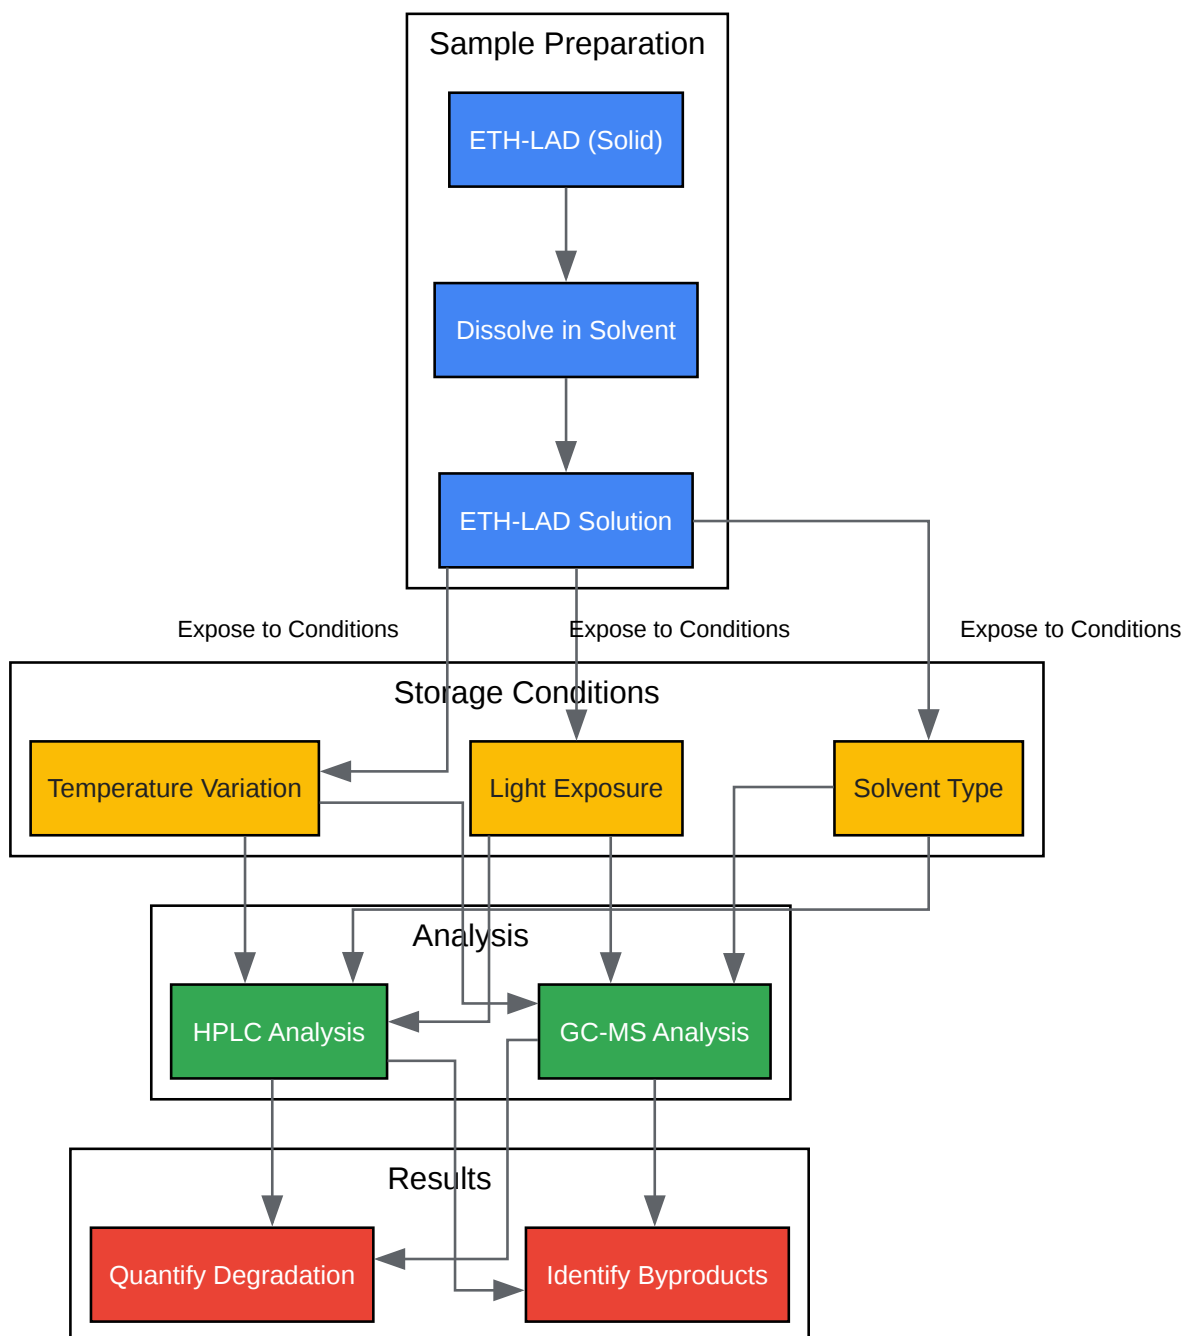 Sample Preparation
ETH-LAD (Solid)
Dissolve in Solvent
ETH-LAD Solution
Expose to Conditions
Expose to Conditions
Expose to Conditions
Storage Conditions
Temperature Variation
Light Exposure
Solvent Type
Analysis
HPLC Analysis
GC-MS Analysis
Results
Quantify Degradation
Identify Byproducts